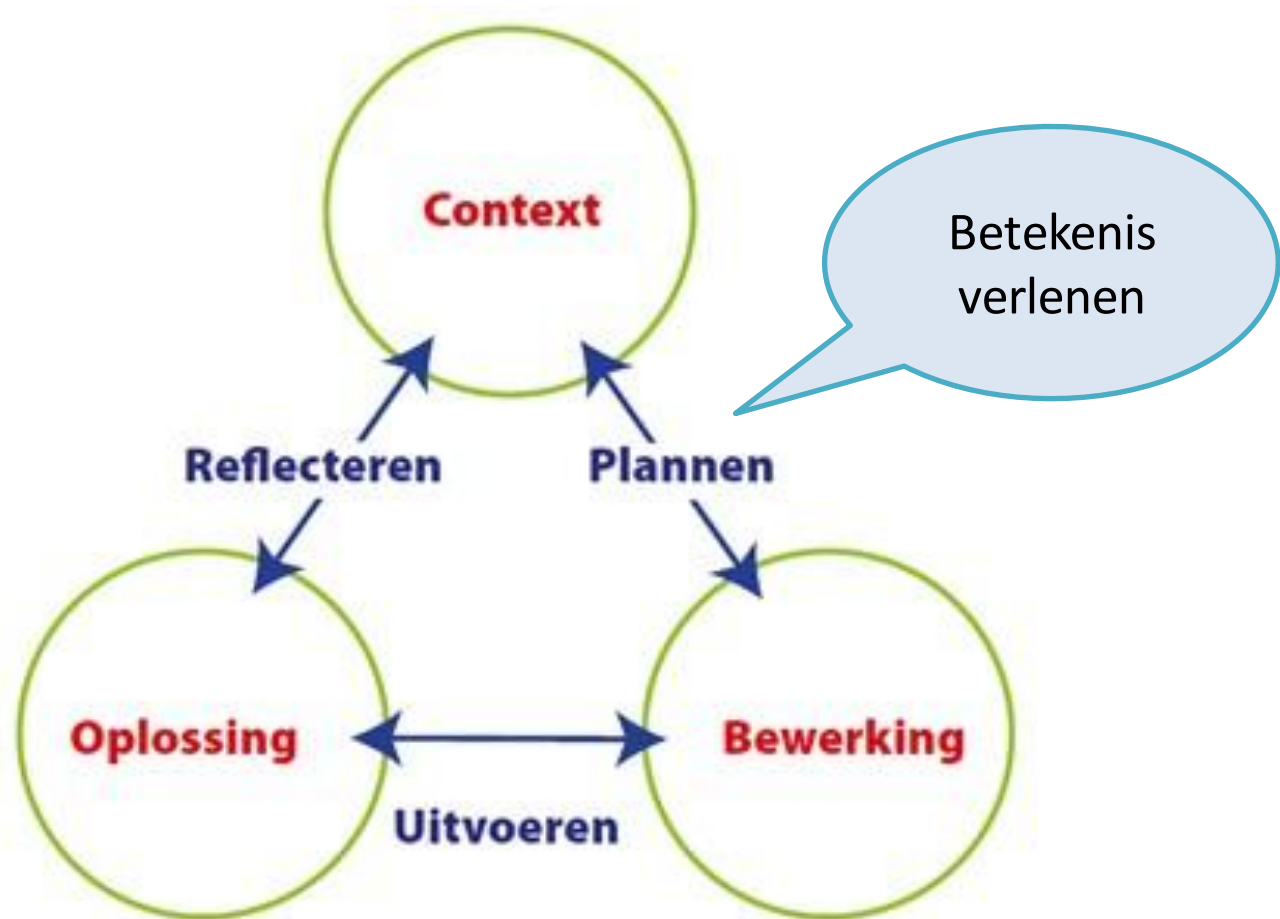 Context
Betekenis
verlenen
Reflecteren
Plannen
Oplossing
Bewerking
Uitvoeren